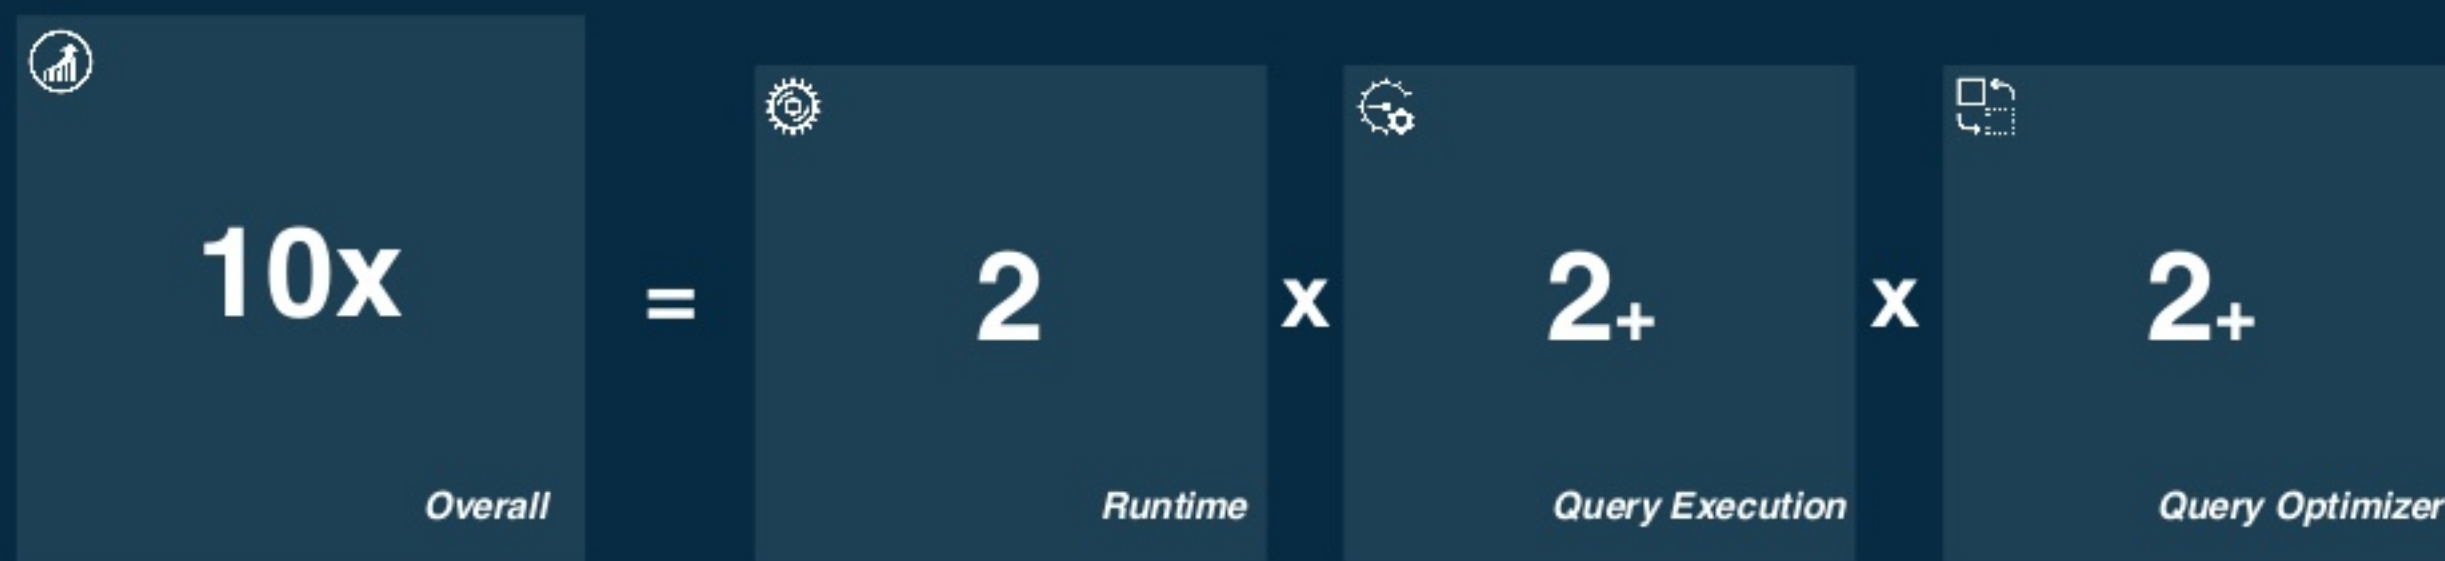 10x
Overall
=
2
Runtime
x
2+
Query Execution
x
2+
Query Optimizer